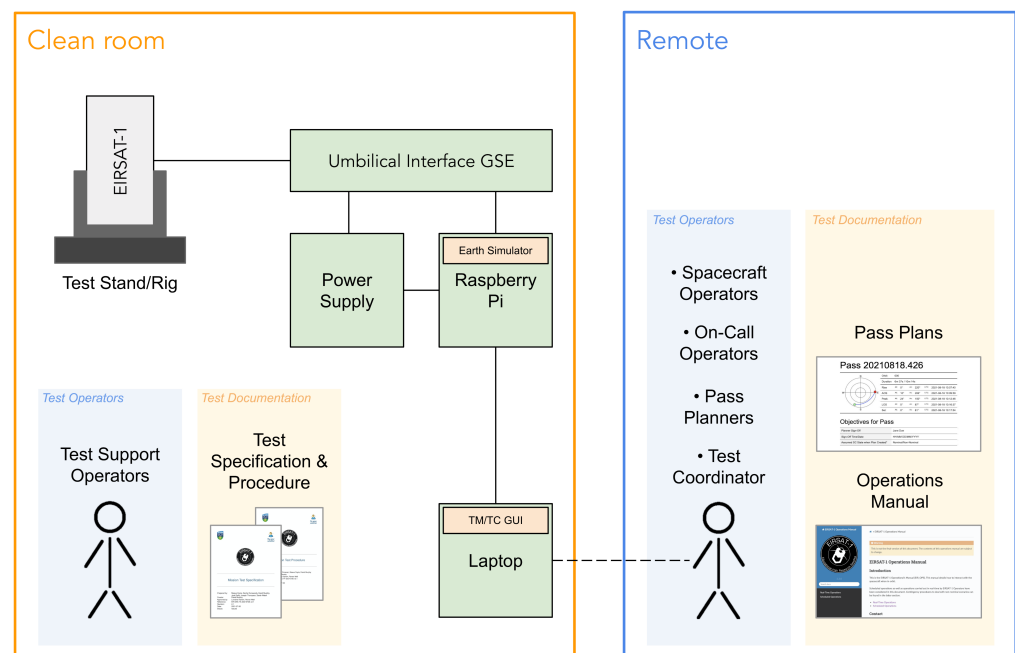 Clean room
EIRSAT-1
Test Stand/Rig
Umbilical Interface GSE
Power
Supply
Earth Simulator
Raspberry
Pi
Test Operators
Test Support
Operators
Test Documentation
Test
Specification &
Procedure
Mission Test Specification
TM/TC GUI
Laptop
Remote
Test Operators
• Spacecraft
Operators
• On-Call
Operators
• Pass
Planners
• Test
Coordinator
Test Documentation
Pass Plans
Pass 20210818.426
Objectives for Pass
Operations
Manual
EIRSAT-1
EIRSAT-1 Operations Manual
Introduction
Contact